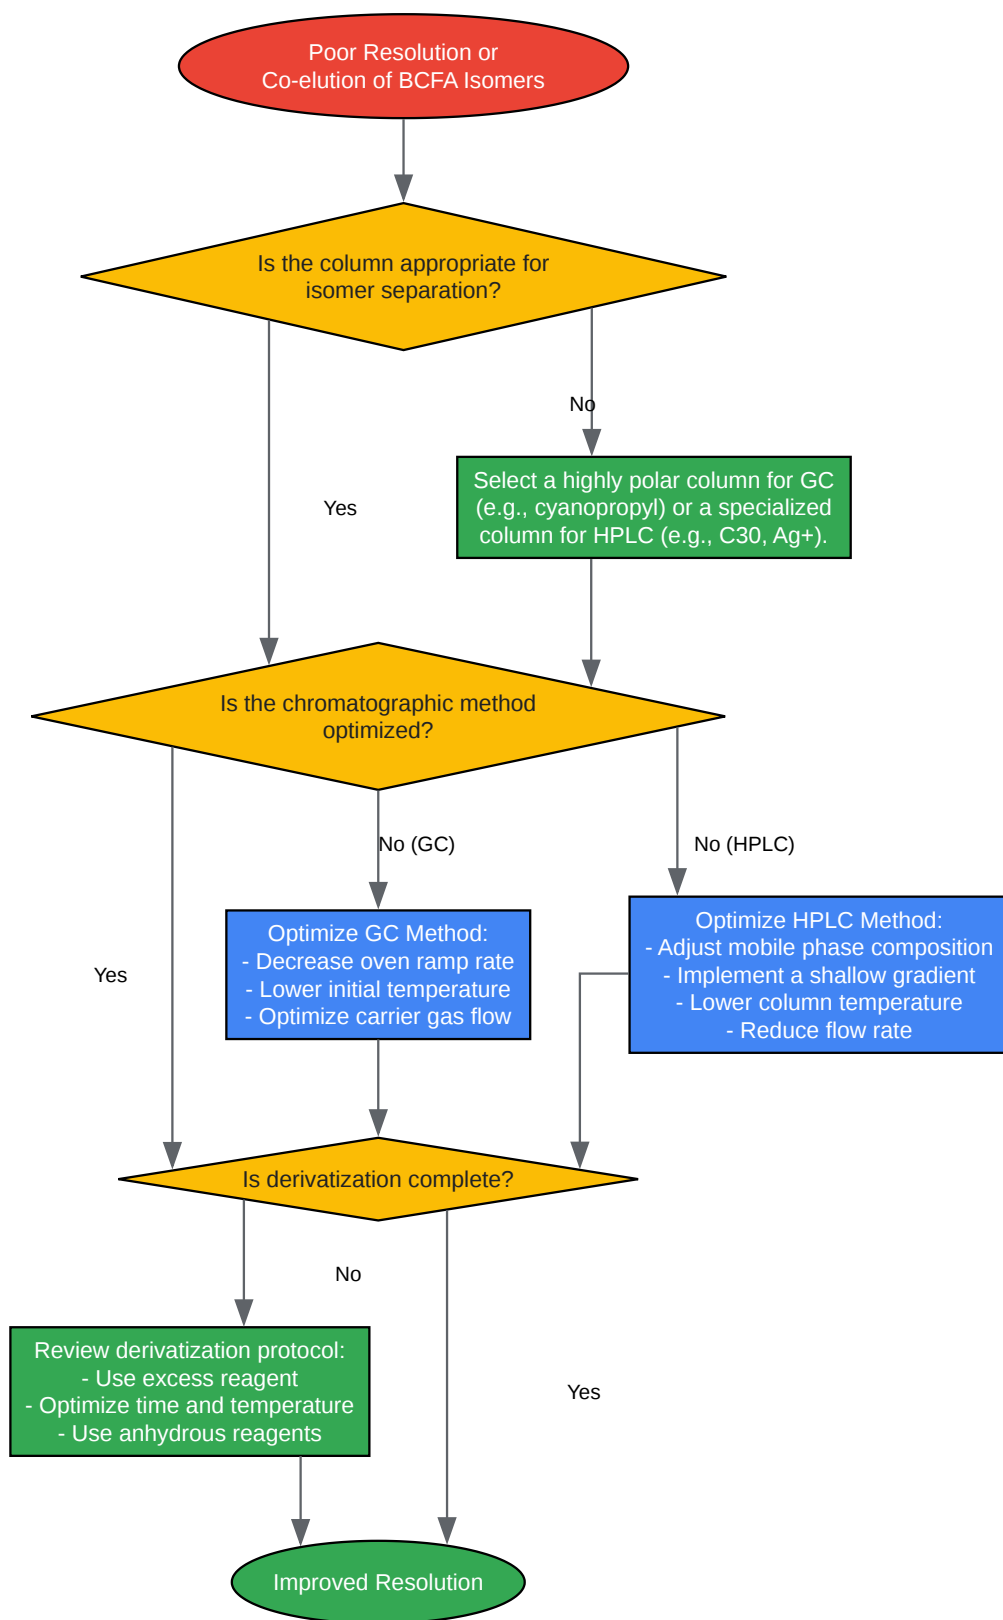 Poor Resolution or
Co-elution of BCFA Isomers
Is the column appropriate for
isomer separation?
No
Yes
Select a highly polar column for GC
(e.g., cyanopropyl) or a specialized
column for HPLC (e.g., C30, Ag+).
Is the chromatographic method
optimized?
No (GC)
No (HPLC)
Yes
Optimize GC Method:
- Decrease oven ramp rate
- Lower initial temperature
- Optimize carrier gas flow
Optimize HPLC Method:
- Adjust mobile phase composition
- Implement a shallow gradient
- Lower column temperature
- Reduce flow rate
Is derivatization complete?
No
Yes
Review derivatization protocol:
- Use excess reagent
- Optimize time and temperature
- Use anhydrous reagents
Improved Resolution